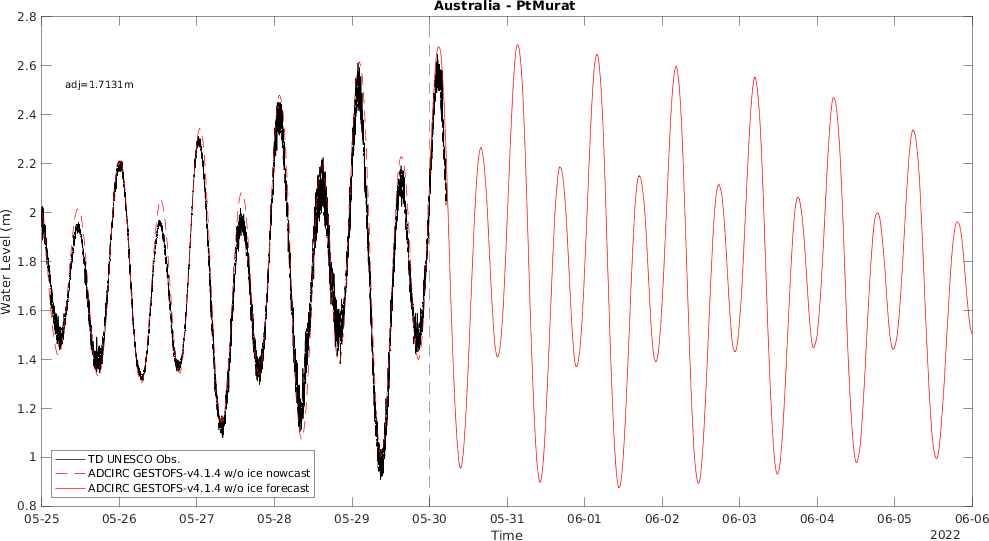 Australia - PtMurat
2.8
2.6
adj=1.7131m
2.4
2.2
2
1.8
1.6
1.4
1.2
1
0.8
Water Level (m)
TD UNESCO Obs.
ADCIRC GESTOFS-v4.1.4 w/o ice nowcast
ADCIRC GESTOFS-v4.1.4 w/o ice forecast
05-25 05-26 05-27 05-28 05-29 05-30 05-31 06-01 06-02 06-03 06-04 06-05 06-06
Time
2022